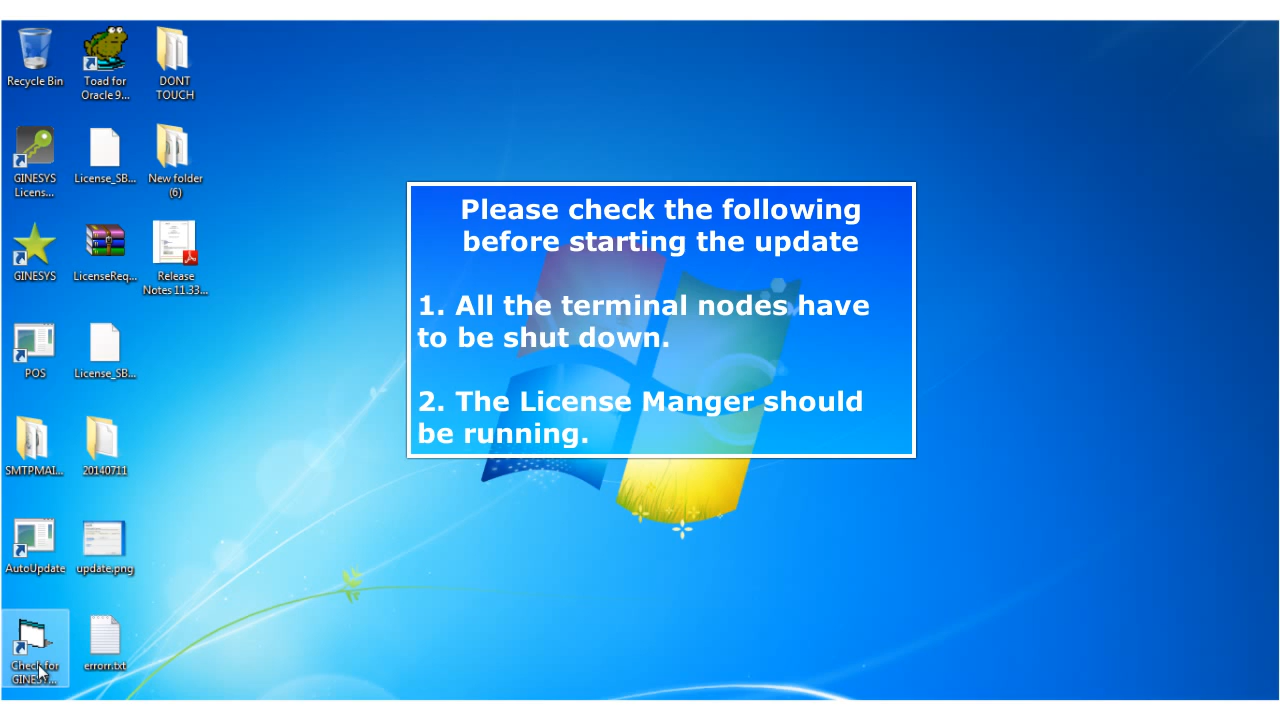 Recycle Bin
Toad for
Oracle 9...
DONT
TOUCH
GINESYS
Licens...
License_SB...
New folder
(6)
GINESYS
LicenseReq...
Release
Notes 11.33...
POS
License_SB...
SMTPMAI...
20140711
AutoUpdate
update.png
Check for
GINESY...
errorr.txt
Please check the following
before starting the update
1. All the terminal nodes have
to be shut down.
2. The License Manger should
be running.